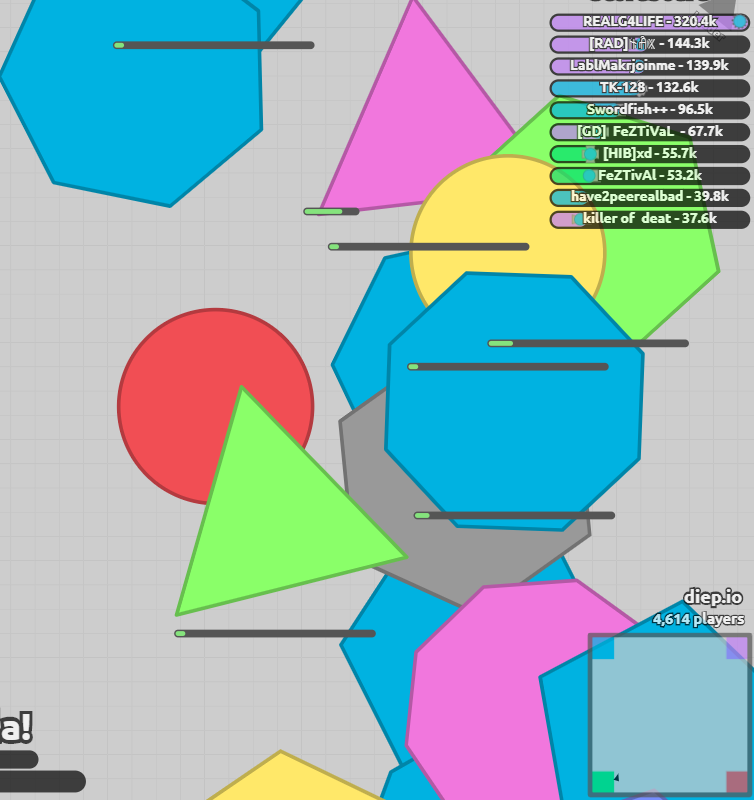 REALG4LIFE - 320.4k
[RAD] - 144.3k
LablMakrjoinme - 139.9k
TK-128 - 132.6k
Swordfish++ - 96.5k
[GD] FeZTiVaL - 67.7k
[HIB]xd - 55.7k
FeZTivAl - 53.2k
have2peerealbad - 39.8k
killer of deat - 37.6k
diep.io
4,614 players
a!